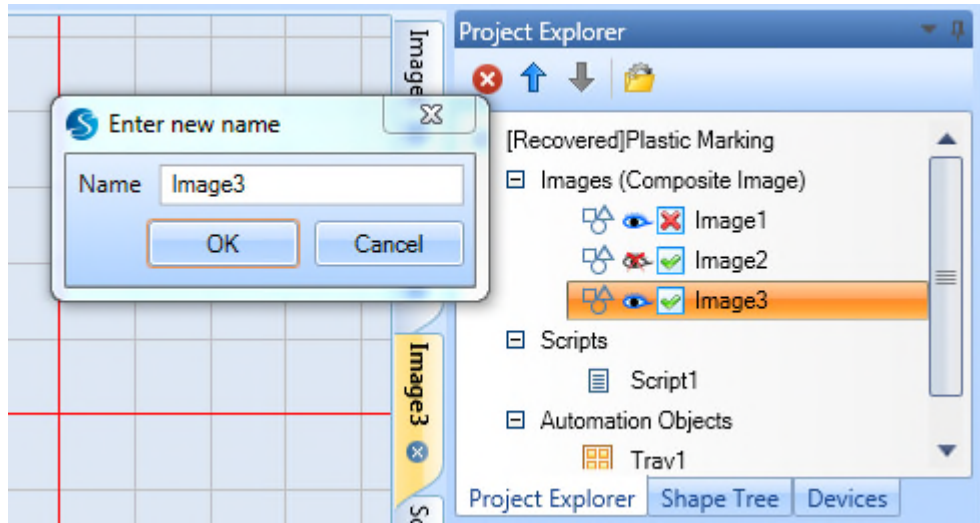 Project Explorer
Image
Enter new name
Name Image3
OK Cancel
[Recovered]Plastic Marking
Images (Composite Image)
Image1
Image2
Image3
Scripts
Script1
Automation Objects
Tray1
Image3
Project Explorer Shape Tree Devices